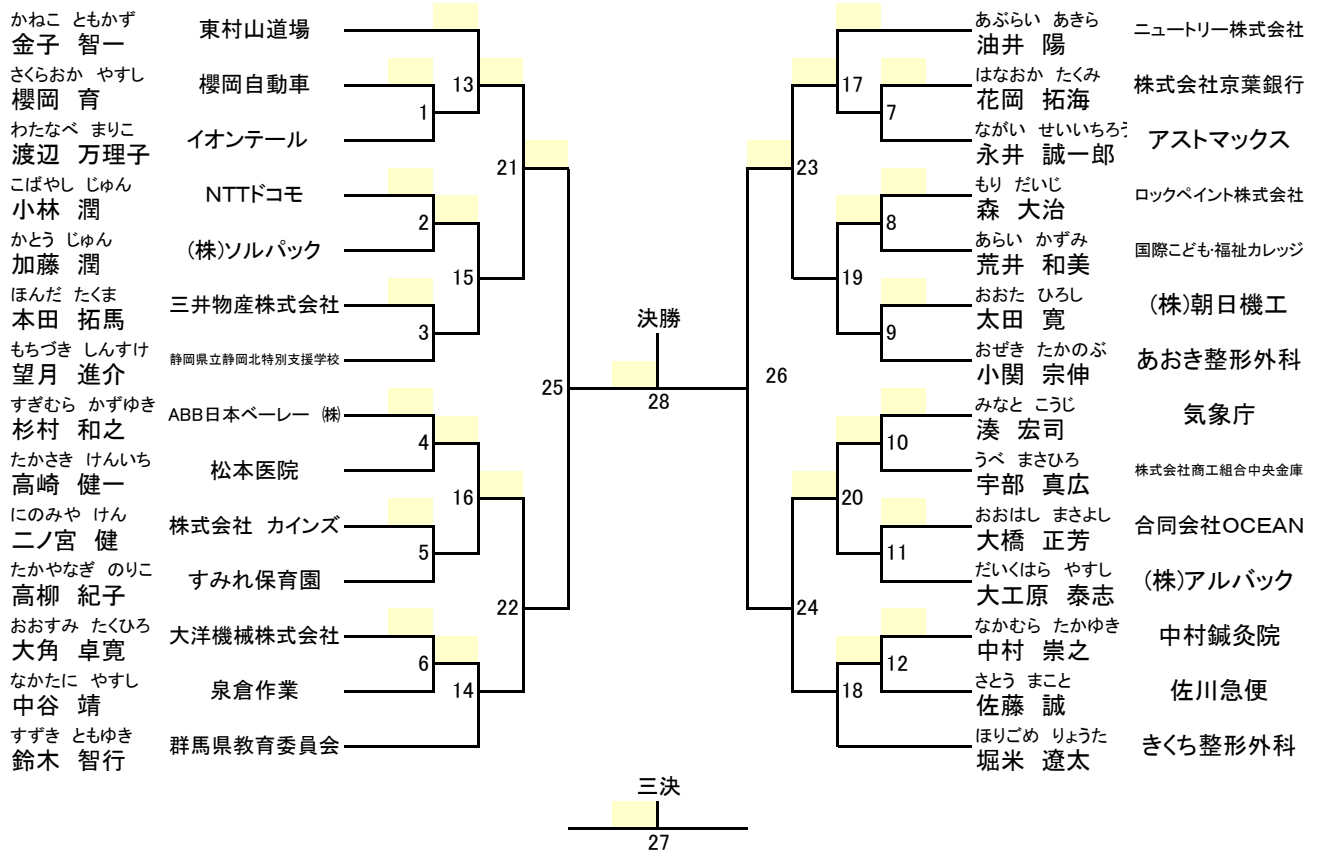 かねこ ともかず
金子 智一
東村山道場
さくらおか やすし
櫻岡 育
櫻岡自動車
わたなべ まりこ
渡辺 万理子
イオンテール
こばやし じゅん
小林 潤
NTTドコモ
かとう じゅん
加藤 潤
(株)ソルパック
ほんだ たくま
本田 拓馬
三井物産株式会社
もちづき しんすけ
望月 進介
静岡県立静岡北特別支援学校
すぎむら かずゆき
杉村 和之
ABB日本ベーレー ㈱
たかさき けんいち
高崎 健一
松本医院
にのみや けん
二ノ宮 健
株式会社 カインズ
たかやなぎ のりこ
高柳 紀子
すみれ保育園
おおすみ たくひろ
大角 卓寛
大洋機械株式会社
なかたに やすし
中谷 靖
泉倉作業
すずき ともゆき
鈴木 智行
群馬県教育委員会
1
2
3
4
5
6
13
15
16
14
21
22
25
決勝
28
三決
27
26
23
24
17
19
20
18
7
8
9
10
11
12
あぶらい あきら
油井 陽
ニュートリー株式会社
はなおか たくみ
花岡 拓海
株式会社京葉銀行
ながい せいいちろう
永井 誠一郎
アストマックス
もり だいじ
森 大治
ロックペイント株式会社
あらい かずみ
荒井 和美
国際こども・福祉カレッジ
おおた ひろし
太田 寛
(株)朝日機工
おぜき たかのぶ
小関 宗伸
あおき整形外科
みなと こうじ
湊 宏司
気象庁
うべ まさひろ
宇部 真広
株式会社商工組合中央金庫
おおはし まさよし
大橋 正芳
合同会社OCEAN
だいくはら やすし
大工原 泰志
(株)アルバック
なかむら たかゆき
中村 崇之
中村鍼灸院
さとう まこと
佐藤 誠
佐川急便
ほりごめ りょうた
堀米 遼太
きくち整形外科